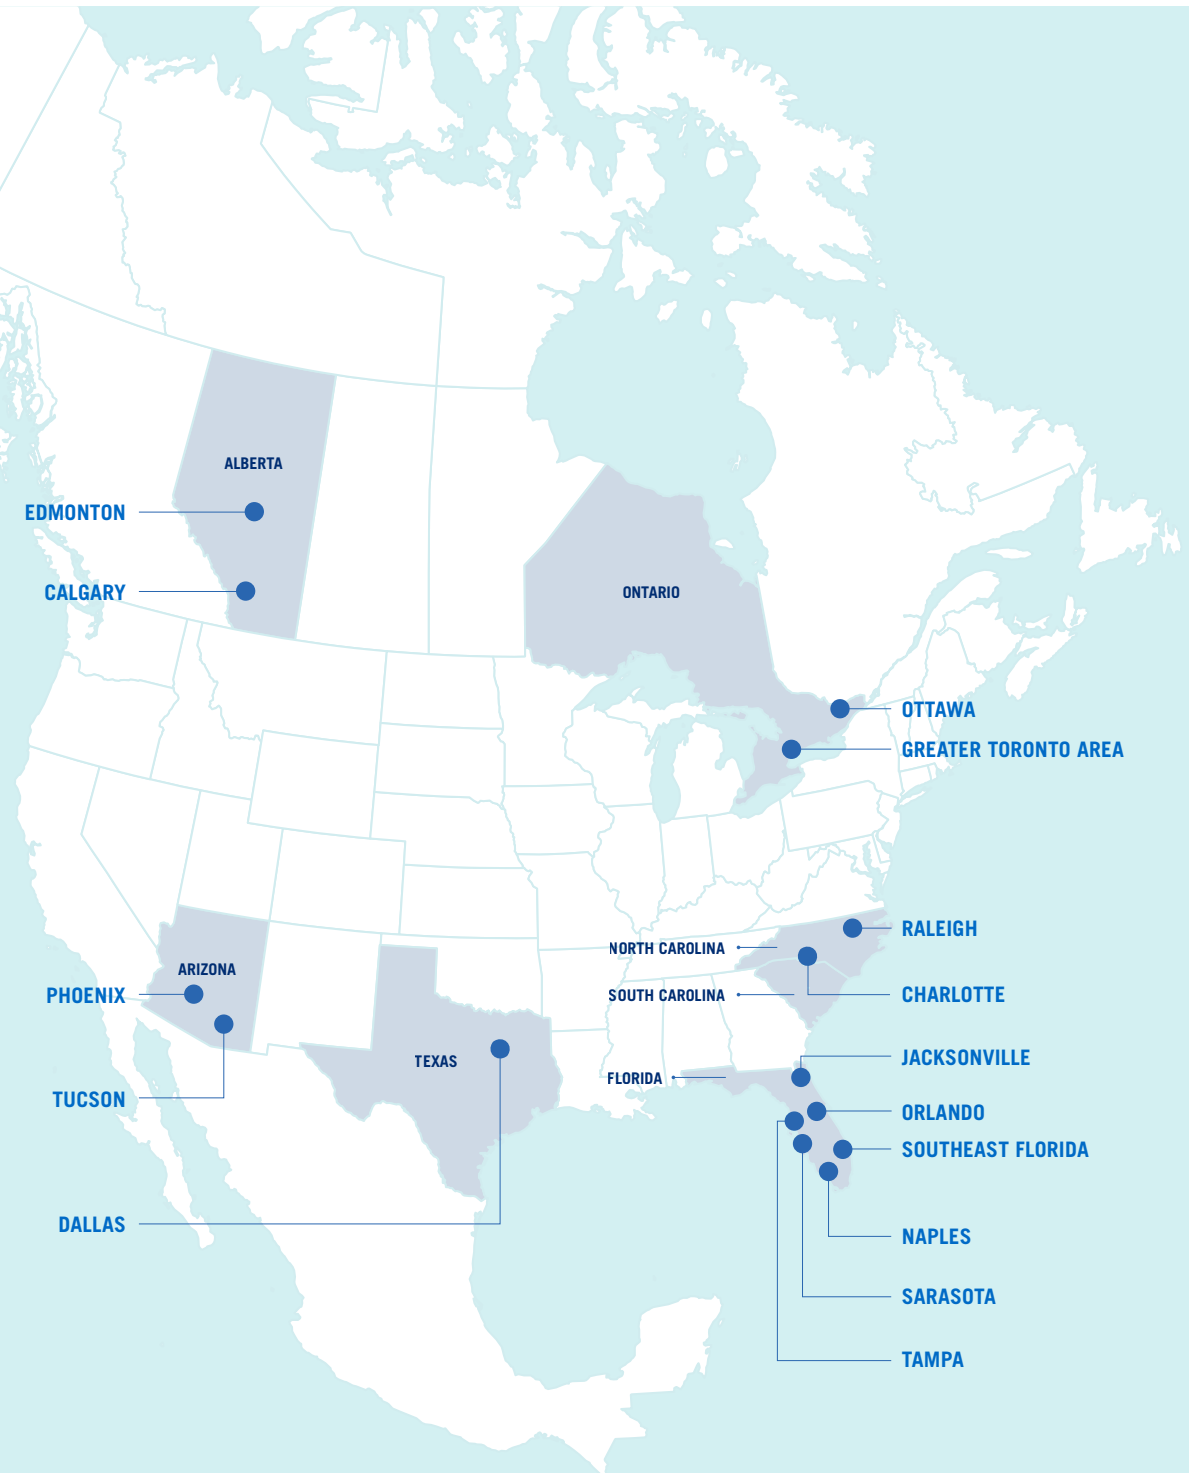 ALBERTA
EDMONTON
CALGARY
ONTARIO
OTTAWA
GREATER TORONTO AREA
RALEIGH
NORTH CAROLINA
ARIZONA
PHOENIX
SOUTH CAROLINA
CHARLOTTE
JACKSONVILLE
TEXAS
FLORIDA
TUCSON
ORLANDO
SOUTHEAST FLORIDA
DALLAS
NAPLES
SARASOTA
TAMPA